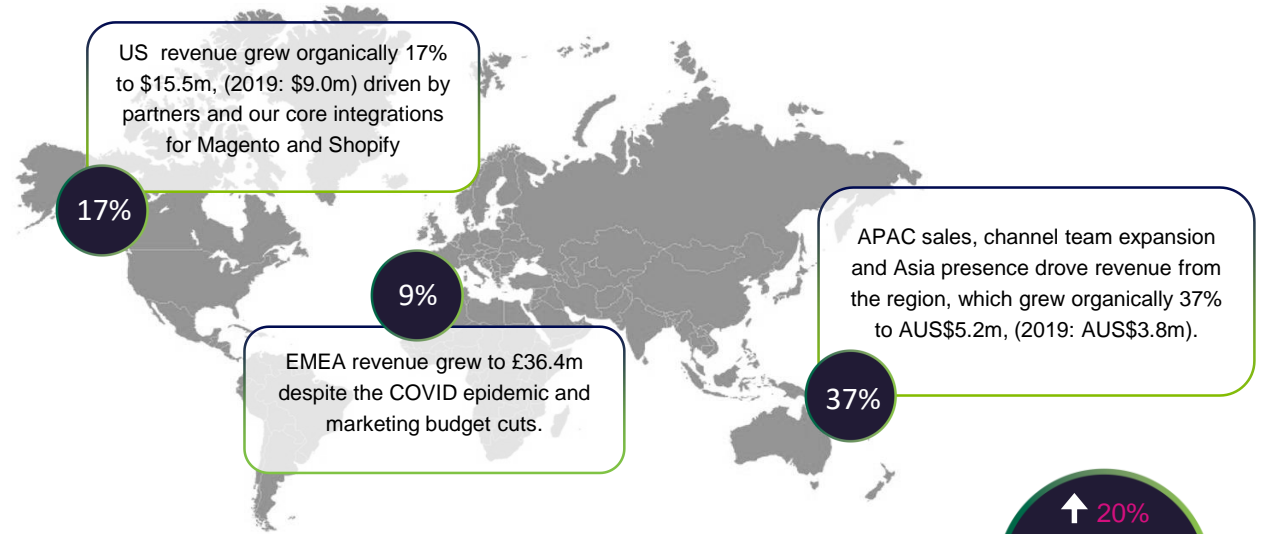 US revenue grew organically 17%
to $15.5m, (2019: $9.0m) driven by
partners and our core integrations
for Magento and Shopify
17%
9%
EMEA revenue grew to £36.4m
despite the COVID epidemic and
marketing budget cuts.
APAC sales, channel team expansion
and Asia presence drove revenue from
the region, which grew organically 37%
to AUS$5.2m, (2019: AUS$3.8m).
37%
20%